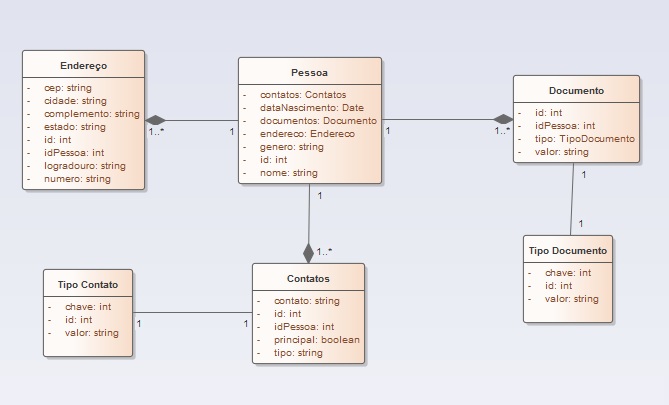 Endereço
- cep: string
- cidade: string
- complemento: string
- estado: string
- id: int
- idPessoa: int
- logradouro: string
- numero: string
1..*
1
Pessoa
- contatos: Contatos
- dataNascimento: Date
- documentos: Documento
- endereco: Endereco
- genero: string
- id: int
- nome: string
1
1..*
Documento
- id: int
- idPessoa: int
- tipo: TipoDocumento
- valor: string
1
1
Tipo Documento
- chave: int
- id: int
- valor: string
1
1..*
Contatos
- contato: string
- id: int
- idPessoa: int
- principal: boolean
- tipo: string
Tipo Contato
- chave: int
- id: int
- valor: string
1
1